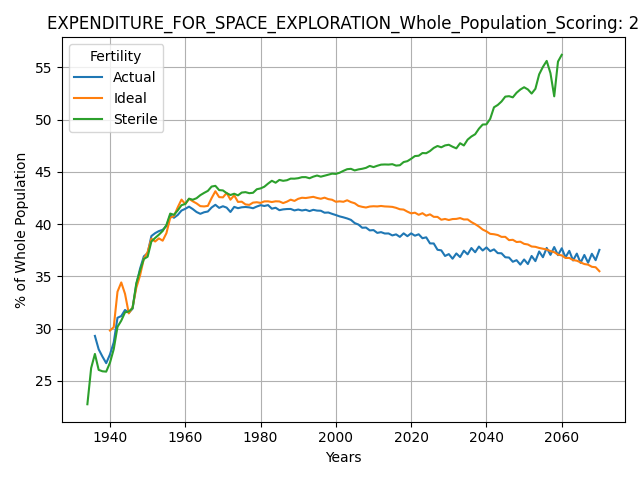 EXPENDITURE_FOR_SPACE_EXPLORATION_Whole_Population_Scoring: 2
Fertility
Actual
Ideal
Sterile
% of Whole Population
55
50
45
40
35
30
25
1940
1960
1980
2000
2020
2040
2060
Years